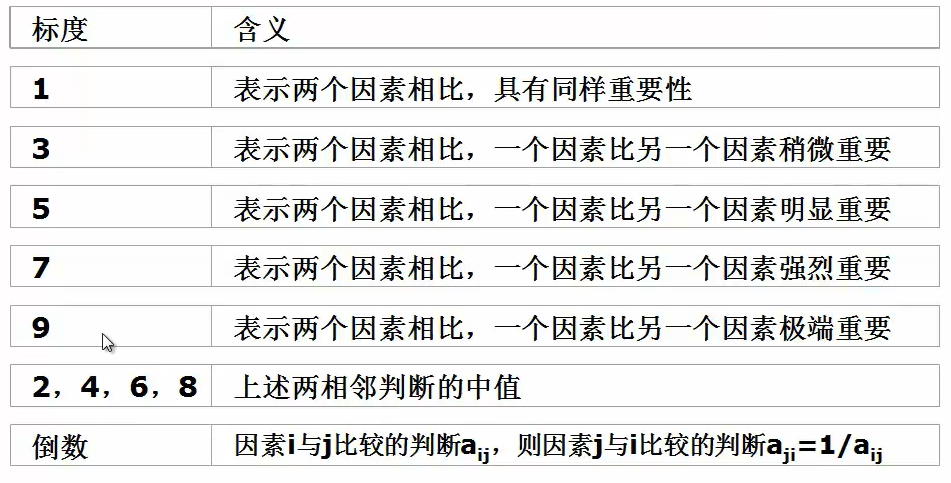 标度 含义
1 表示两个因素相比，具有同样重要性
3 表示两个因素相比，一个因素比另一个因素稍微重要
5 表示两个因素相比，一个因素比另一个因素明显重要
7 表示两个因素相比，一个因素比另一个因素强烈重要
9 表示两个因素相比，一个因素比另一个因素极端重要
2，4，6，8 上述两相邻判断的中值
倒数 因素i与j比较的判断aij，则因素j与i比较的判断aji=1/aij